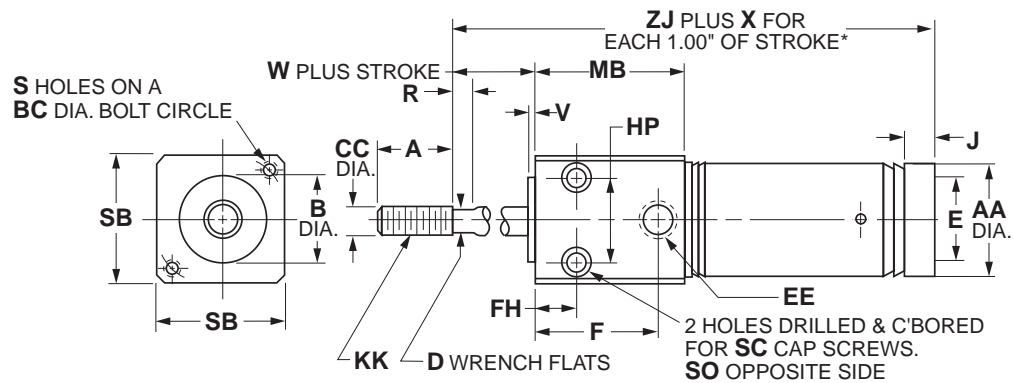 ZJ PLUS X FOR
EACH 1.00" OF STROKE*
W PLUS STROKE
MB
R
S HOLES ON A
BC DIA. BOLT CIRCLE
V
HP
J
CC
DIA.
A
SB
B
DIA.
E
AA
DIA.
EE
FH
F
SB
KK
D WRENCH FLATS
2 HOLES DRILLED & C'BORED
FOR SC CAP SCREWS.
SO OPPOSITE SIDE